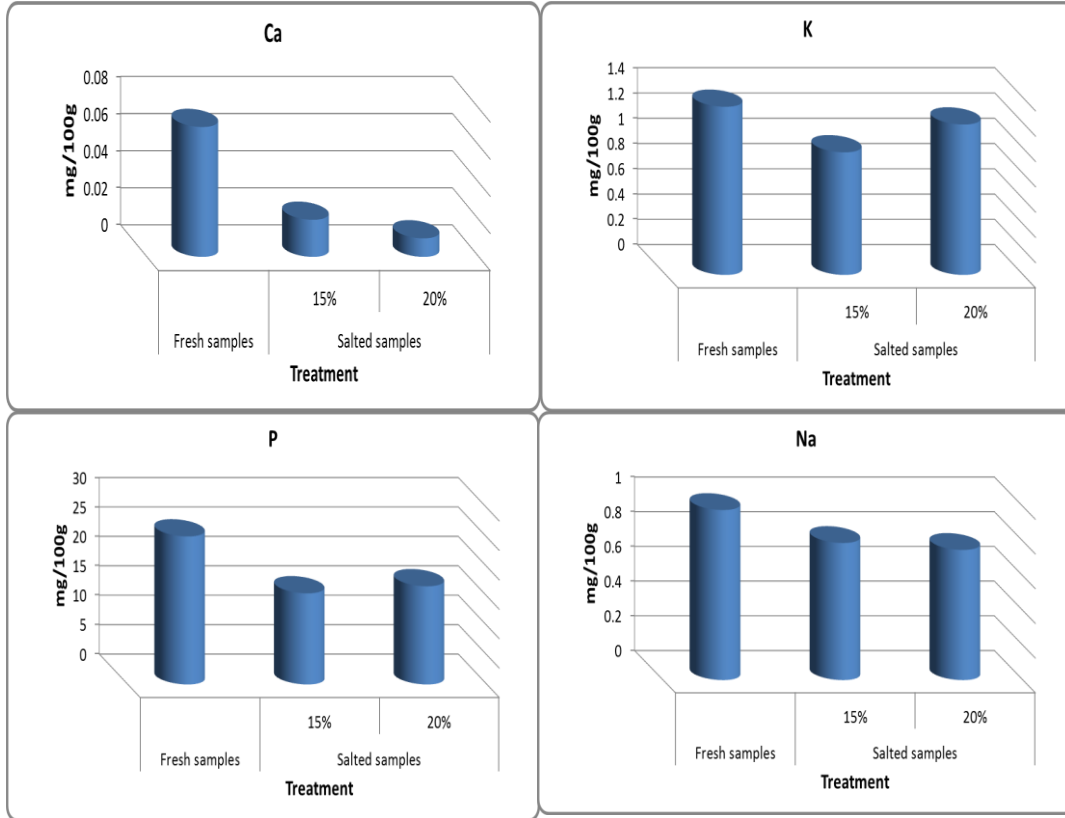 Ca
mg/100g
0.08
0.06
0.04
0.02
0
15%
20%
Fresh samples
Salted samples
Treatment
K
mg/100g
1.4
1.2
1
0.8
0.6
0.4
0.2
0
15%
20%
Fresh samples
Salted samples
Treatment
P
mg/100g
30
25
20
15
10
5
0
15%
20%
Fresh samples
Salted samples
Treatment
Na
mg/100g
1
0.8
0.6
0.4
0.2
0
15%
20%
Fresh samples
Salted samples
Treatment